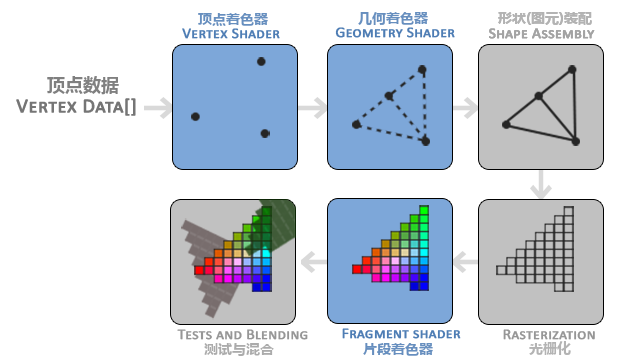 顶点着色器
VERTEX SHADER
几何着色器
GEOMETRY SHADER
形状(图元)装配
SHAPE ASSEMBLY
顶点数据
VERTEX DATA[]
TESTS AND BLENDING
测试与混合
FRAGMENT SHADER
片段着色器
RASTERIZATION
光栅化